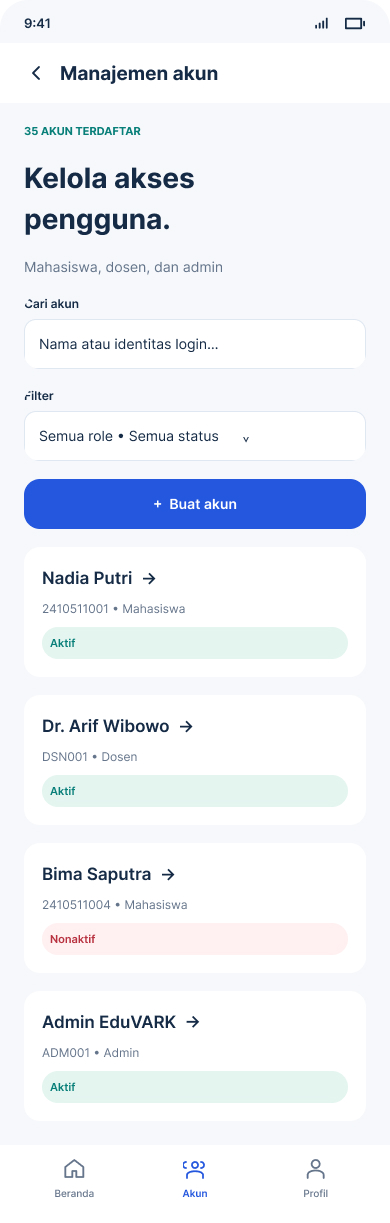 9:41
Manajemen akun
35 AKUN TERDAFTAR
Kelola akses
pengguna.
Mahasiswa, dosen, dan admin
Cari akun
Nama atau identitas login...
Filter
Semua role • Semua status
+ Buat akun
Nadia Putri →
2410511001 • Mahasiswa
Aktif
Dr. Arif Wibowo →
DSN001 • Dosen
Aktif
Bima Saputra →
2410511004 • Mahasiswa
Nonaktif
Admin EduVARK →
ADM001 • Admin
Aktif
Beranda
Akun
Profil